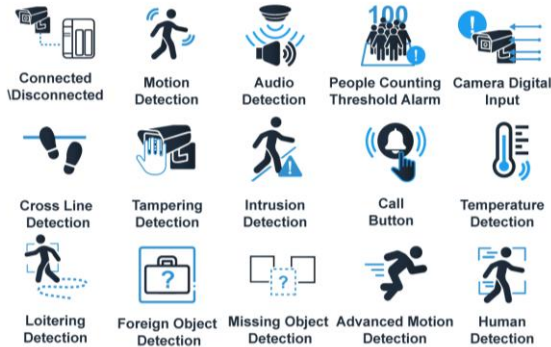 100
Connected
\Disconnected
Motion
Detection
Audio
Detection
People Counting
Threshold Alarm
Camera Digital
Input
Cross Line
Detection
Tampering
Detection
Intrusion
Detection
Call
Button
Temperature
Detection
Loitering
Detection
?
Foreign Object
Detection
?
Missing Object
Detection
Advanced Motion
Detection
Human
Detection